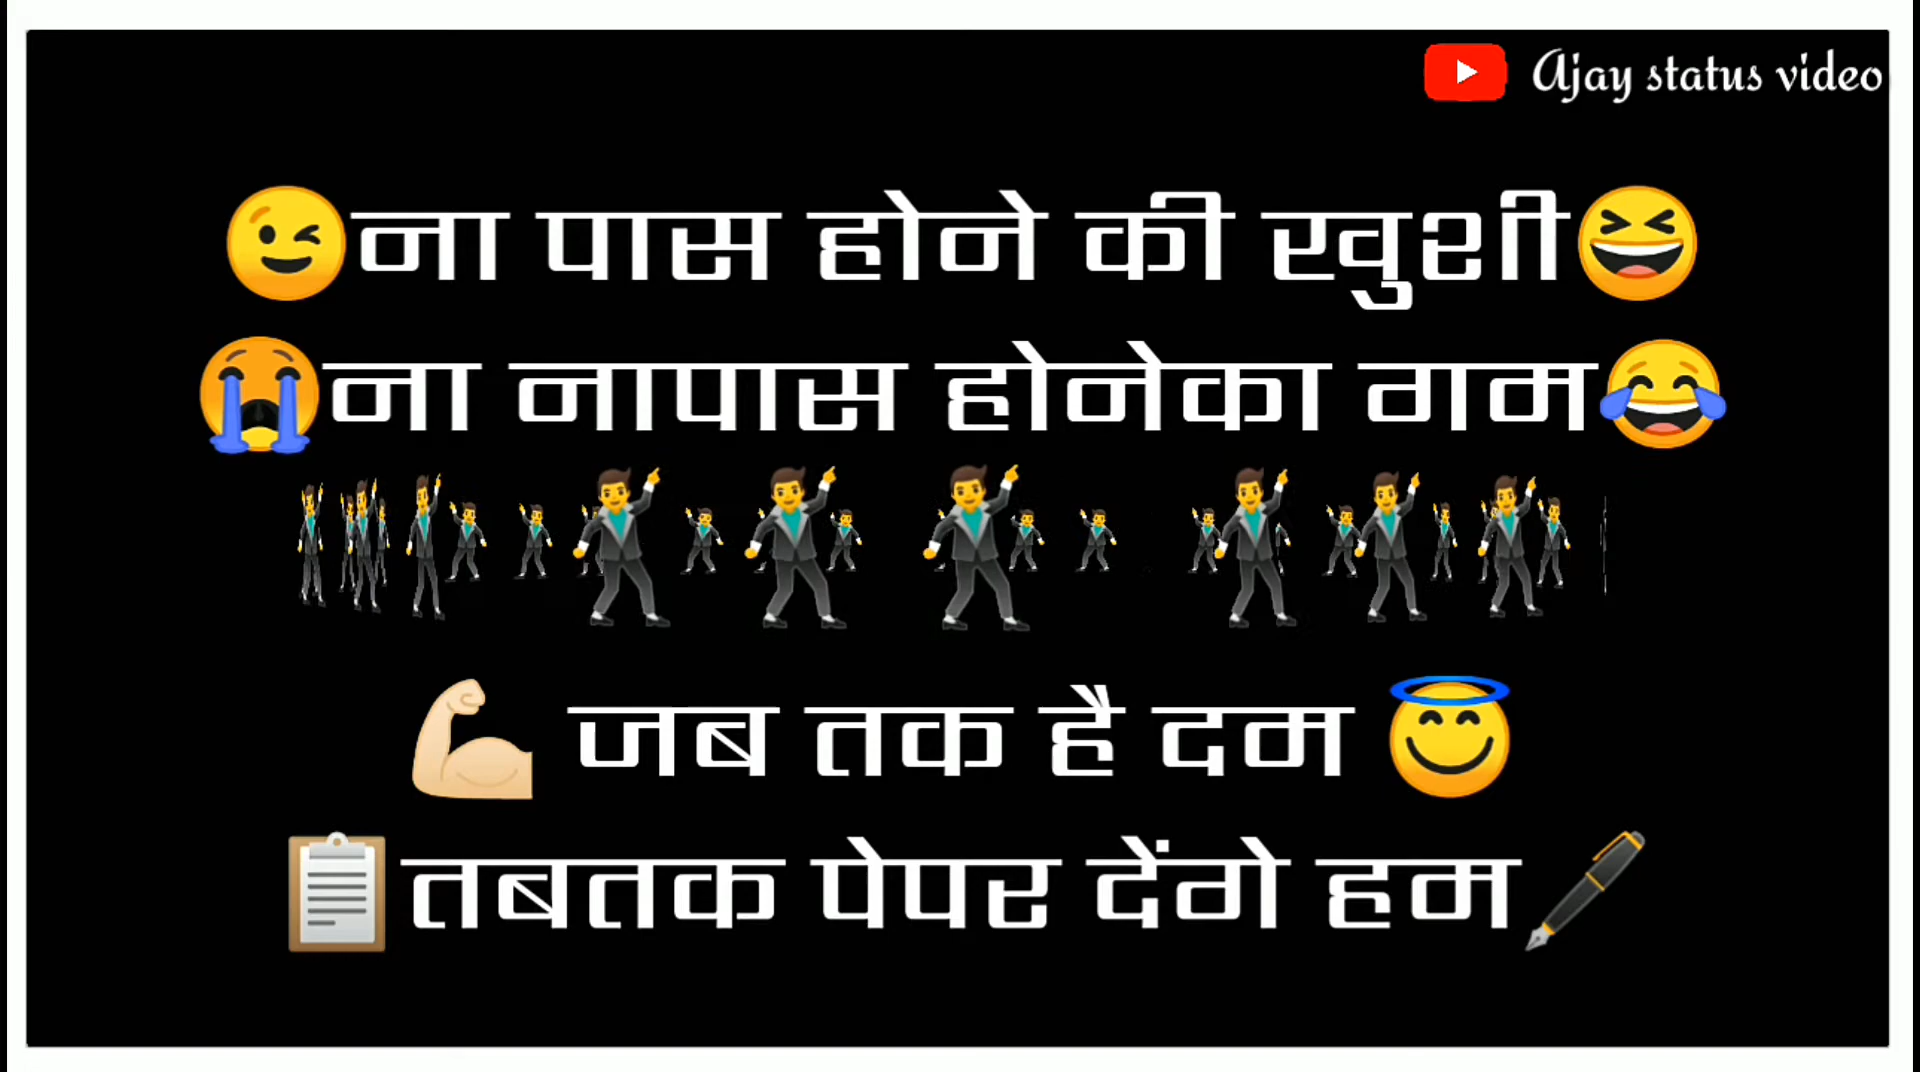 Ajay status video
😉ना पास होने की खुशी😆
😭ना नापास होनेका गम😂
💪🏻 जब तक है दम 😇
📋तबतक पेपर देंगे हम🖋